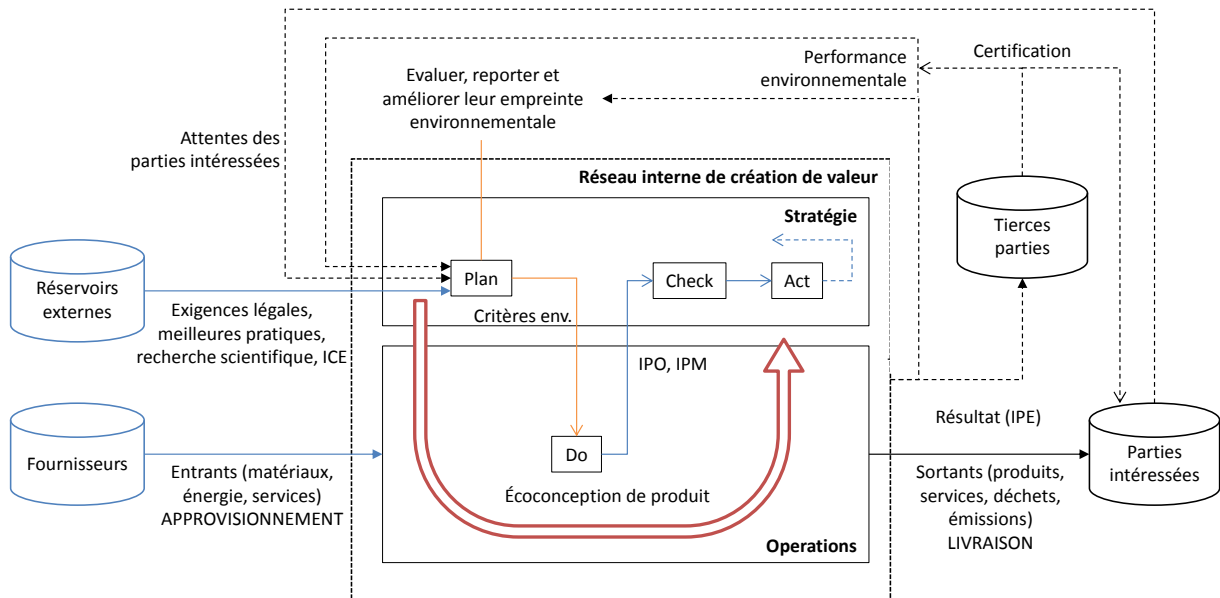 Certification
Performance
environnementale
Evaluer, reporter et
améliorer leur empreinte
environnementale
Attentes des
parties intéressées
Réseau interne de création de valeur
Stratégie
Tierces
parties
Réservoirs
externes
Plan
Check
Act
Exigences légales,
meilleures pratiques,
recherche scientifique, ICE
Critères env.
IPO, IPM
Résultat (IPE)
Fournisseurs
Entrants (matériaux,
énergie, services)
APPROVISIONNEMENT
Do
Écoconception de produit
Operations
Parties
intéressées
Sortants (produits,
services, déchets,
émissions)
LIVRAISON